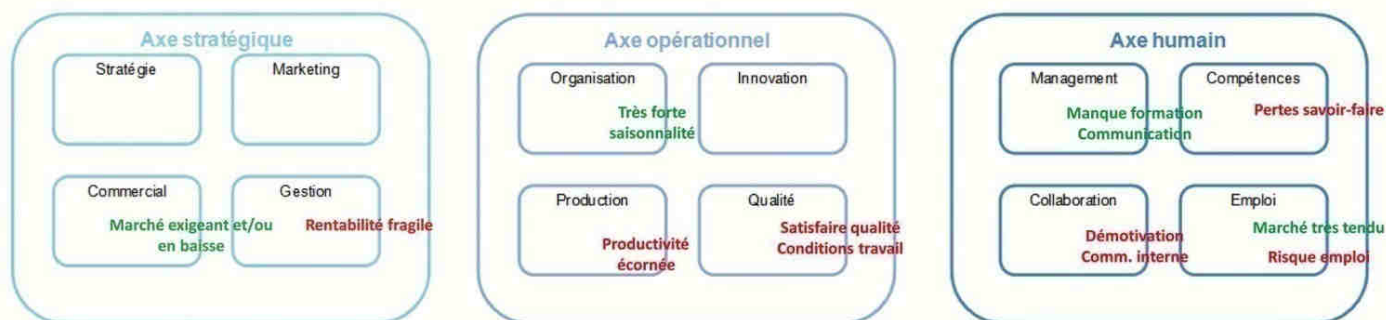 Axe stratégique
Stratégie
Marketing
Commercial
Marché exigeant et/ou
en baisse
Gestion
Rentabilité fragile
Axe opérationnel
Organisation
Très forte
saisonnalité
Innovation
Production
Productivité
écornée
Qualité
Satisfaire qualité
Conditions travail
Axe humain
Management
Manque formation
Communication
Compétences
Pertes savoir-faire
Collaboration
Démotivation
Comm. interne
Emploi
Marché très tendu
Risque emploi